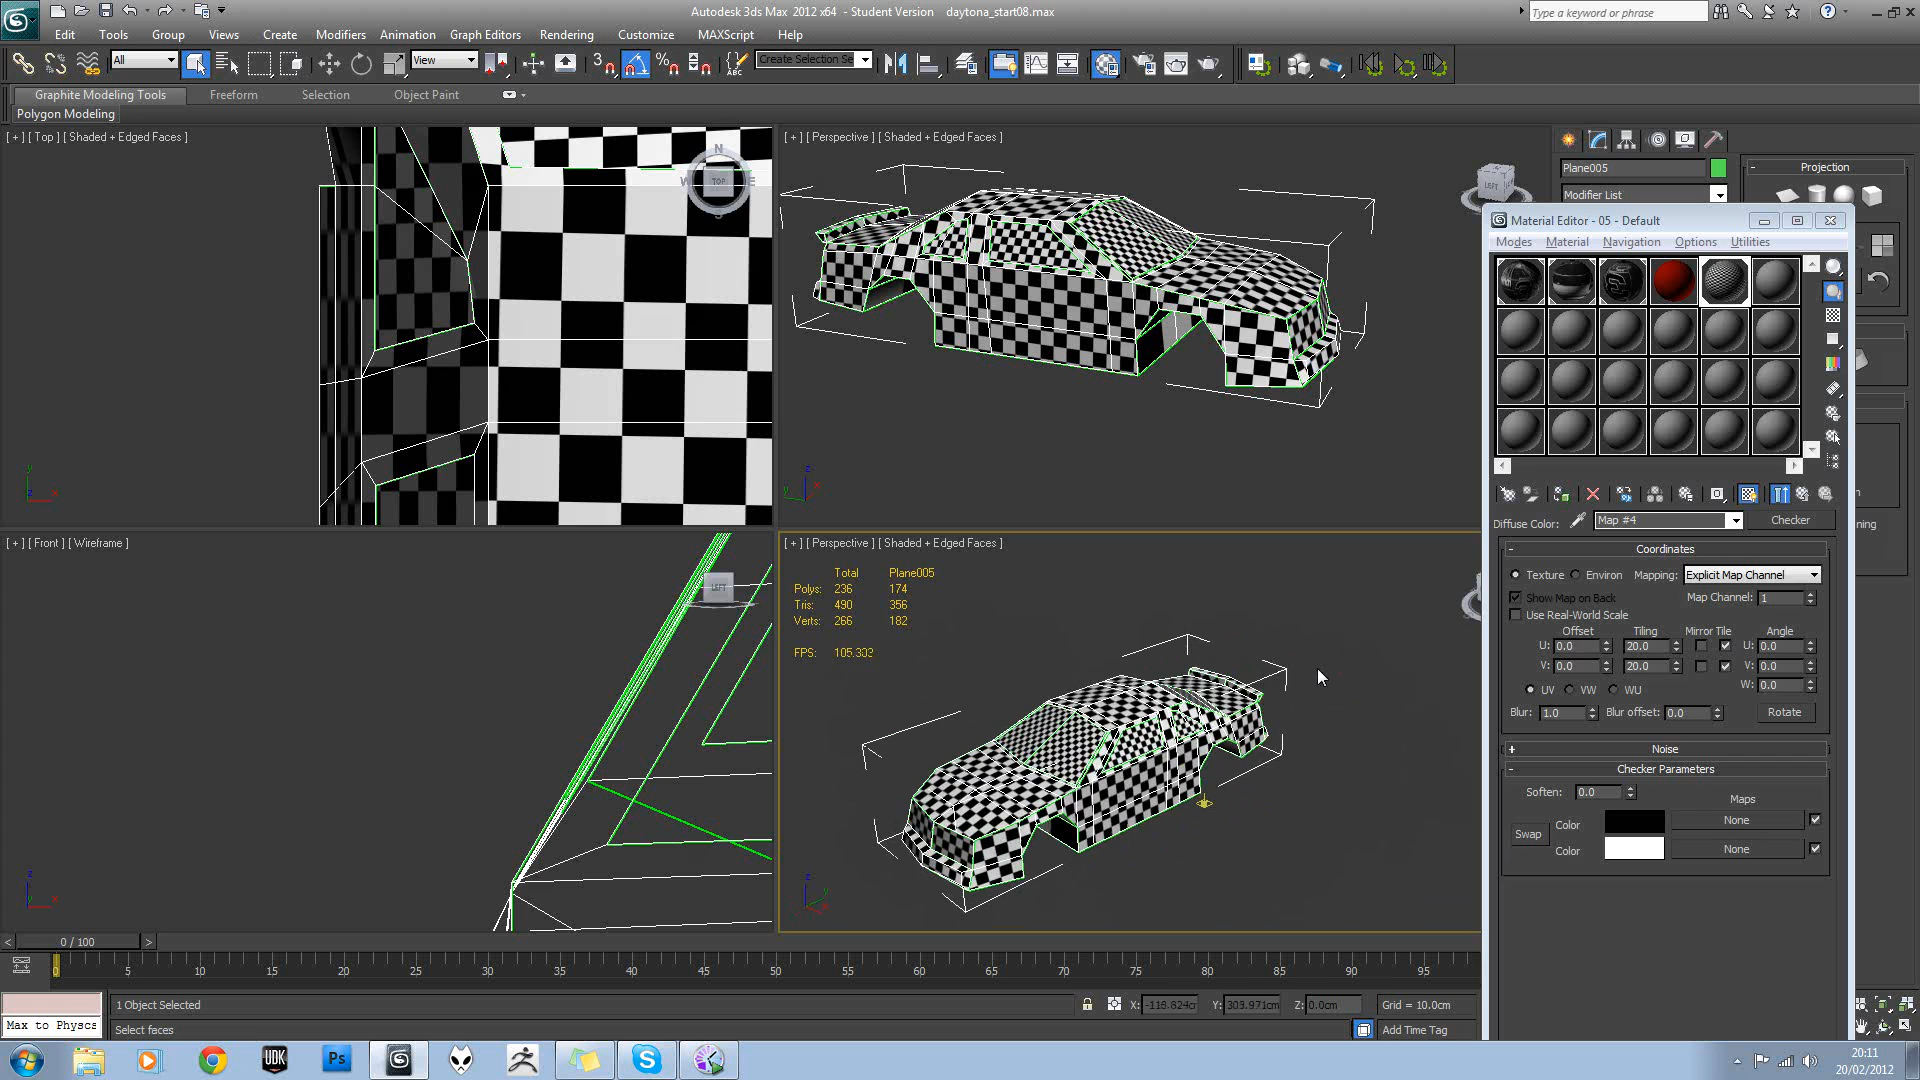 Autodesk 3ds Max 2012 x64 - Student Version daytona_start08.max
Type a keyword or phrase
Edit Tools Group Views Create Modifiers Animation Graph Editors Rendering Customize MAXScript Help
All View Create Selection Se
Graphite Modeling Tools Freeform Selection Object Paint
Polygon Modeling
[ + ] [ Top ] [ Shaded + Edged Faces ]
[ + ] [ Perspective ] [ Shaded + Edged Faces ]
N
TOP
LEFT
Plane005
Modifier List
Projection
Material Editor - 05 - Default
Modes Material Navigation Options Utilities
Diffuse Color: Map #4 Checker
Coordinates
Texture Environ Mapping: Explicit Map Channel
Show Map on Back Map Channel: 1
Use Real-World Scale
Offset Tiling Mirror Tile Angle
U: 0.0 20.0 U: 0.0
V: 0.0 20.0 V: 0.0
W: 0.0
UV VW WU
Blur: 1.0 Blur offset: 0.0 Rotate
Noise
Checker Parameters
Soften: 0.0 Maps
Swap Color None
Color None
[ + ] [ Front ] [ Wireframe ]
LEFT
[ + ] [ Perspective ] [ Shaded + Edged Faces ]
Total Plane005
Polys: 236 174
Tris: 490 356
Verts: 266 182
FPS:
0 / 100
0 5 10 15 20 25 30 35 40 45 50 55 60 65 70 75 80 85 90 95
1 Object Selected X: Y: Z: 0.0cm Grid = 10.0cm
Max to Physcs Select faces Add Time Tag
UDK Ps
20:11
20/02/2012